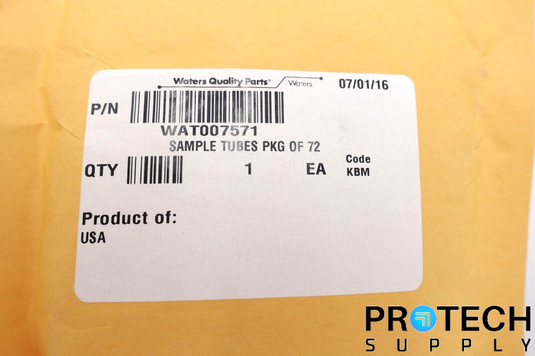 Waters Quality Parts® Waters 07/01/16
P/N
WAT007571
SAMPLE TUBES PKG OF 72
QTY 1 EA Code
KBM
Product of:
USA
PROTECH
SUPPLY